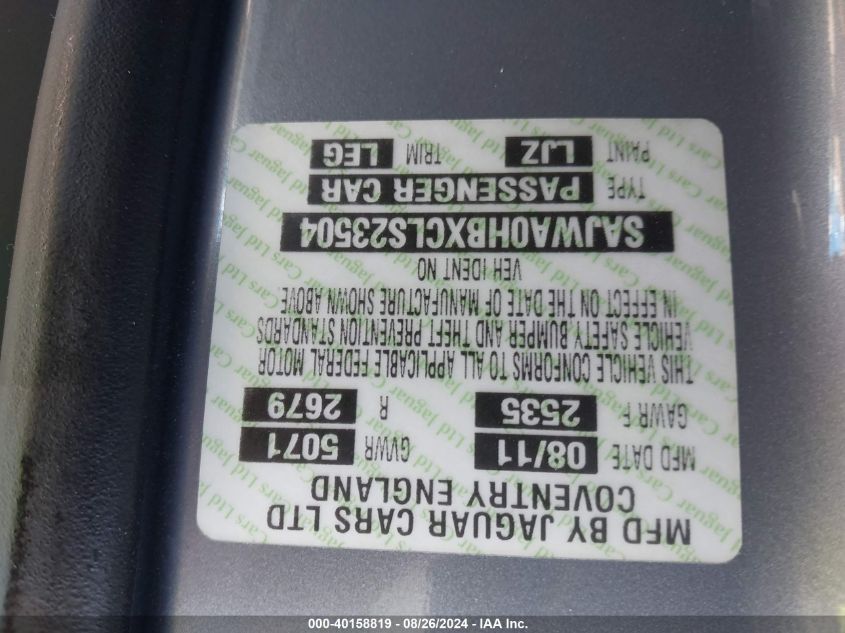 MFD BY JAGUAR CARS LTD
COVENTRY ENGLAND
MFD DATE 08/11 GVWR 5071
GAWR F 2535 R 2679
THIS VEHICLE CONFORMS TO ALL APPLICABLE FEDERAL MOTOR
VEHICLE SAFETY BUMPER AND THEFT PREVENTION STANDARDS
IN EFFECT ON THE DATE OF MANUFACTURE SHOWN ABOVE
VEH IDENT NO
SAJWA0HBXCLS23504
TYPE PASSENGER CAR
PAINT LJZ TRIM LEG
000-40158819 - 08/26/2024 - IAA Inc.